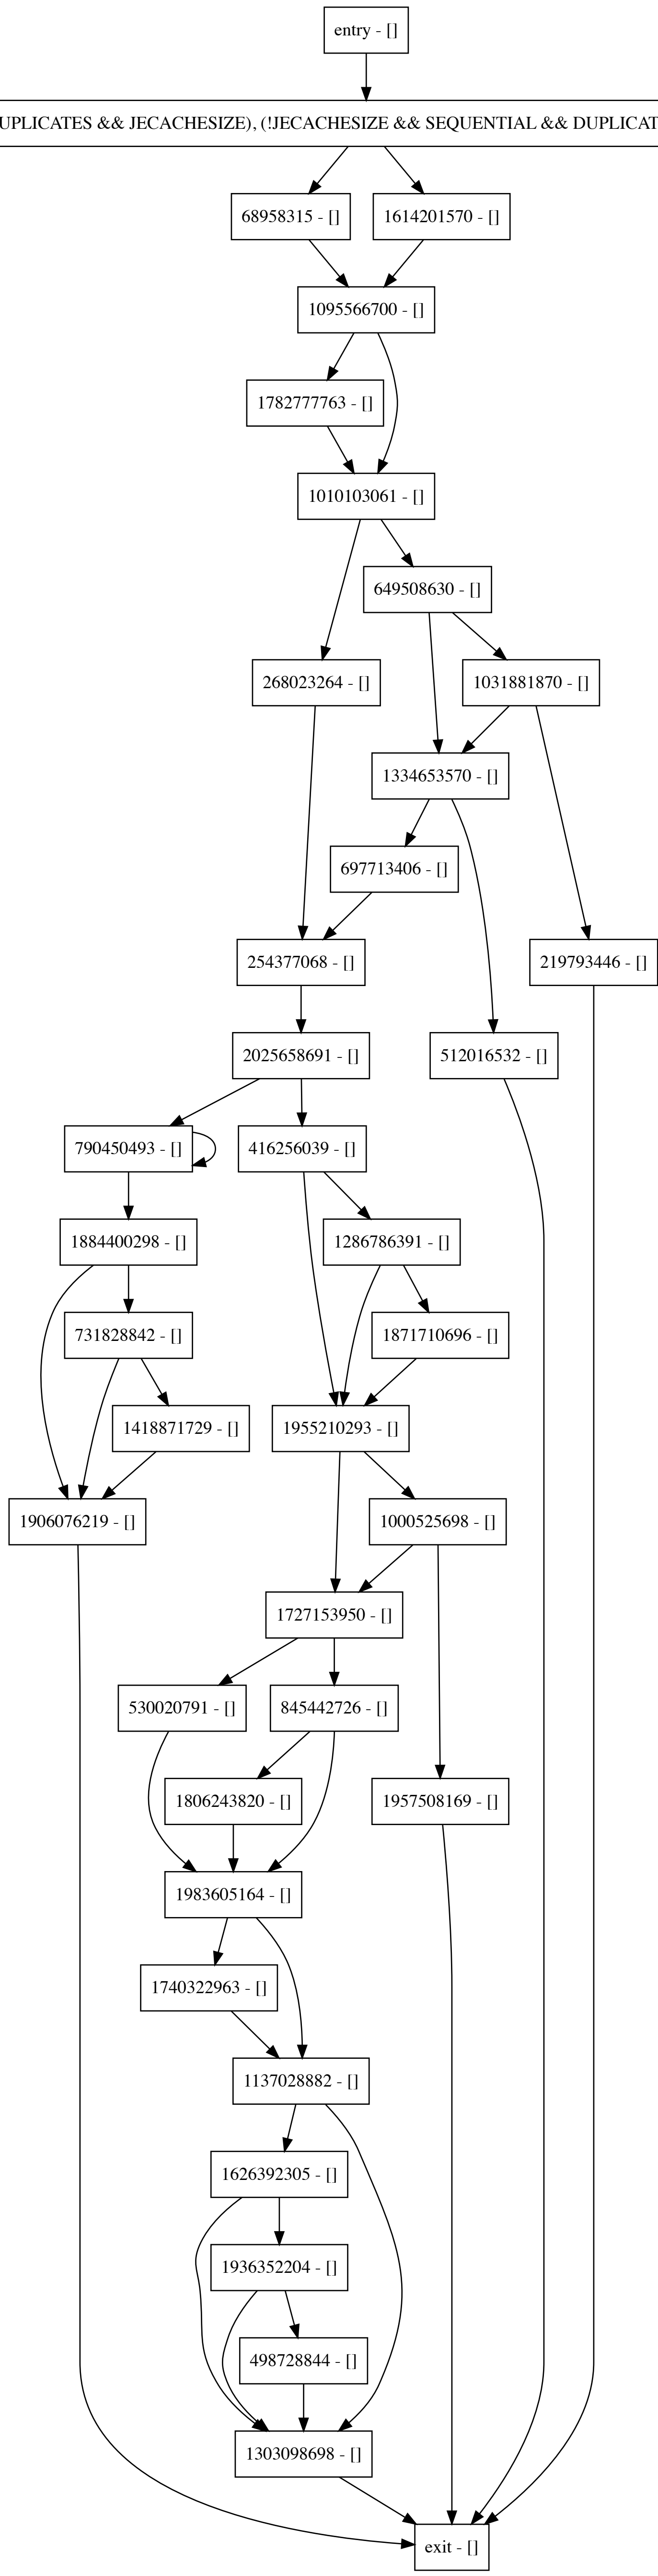 entry - []
UPLICATES && JECACHESIZE), (!JECACHESIZE && SEQUENTIAL && DUPLICAT
68958315 - []
1614201570 - []
1095566700 - []
1782777763 - []
1010103061 - []
649508630 - []
268023264 - []
1031881870 - []
1334653570 - []
697713406 - []
254377068 - []
219793446 - []
2025658691 - []
512016532 - []
790450493 - []
416256039 - []
1884400298 - []
1286786391 - []
731828842 - []
1871710696 - []
1418871729 - []
1955210293 - []
1906076219 - []
1000525698 - []
1727153950 - []
530020791 - []
845442726 - []
1806243820 - []
1957508169 - []
1983605164 - []
1740322963 - []
1137028882 - []
1626392305 - []
1936352204 - []
498728844 - []
1303098698 - []
exit - []